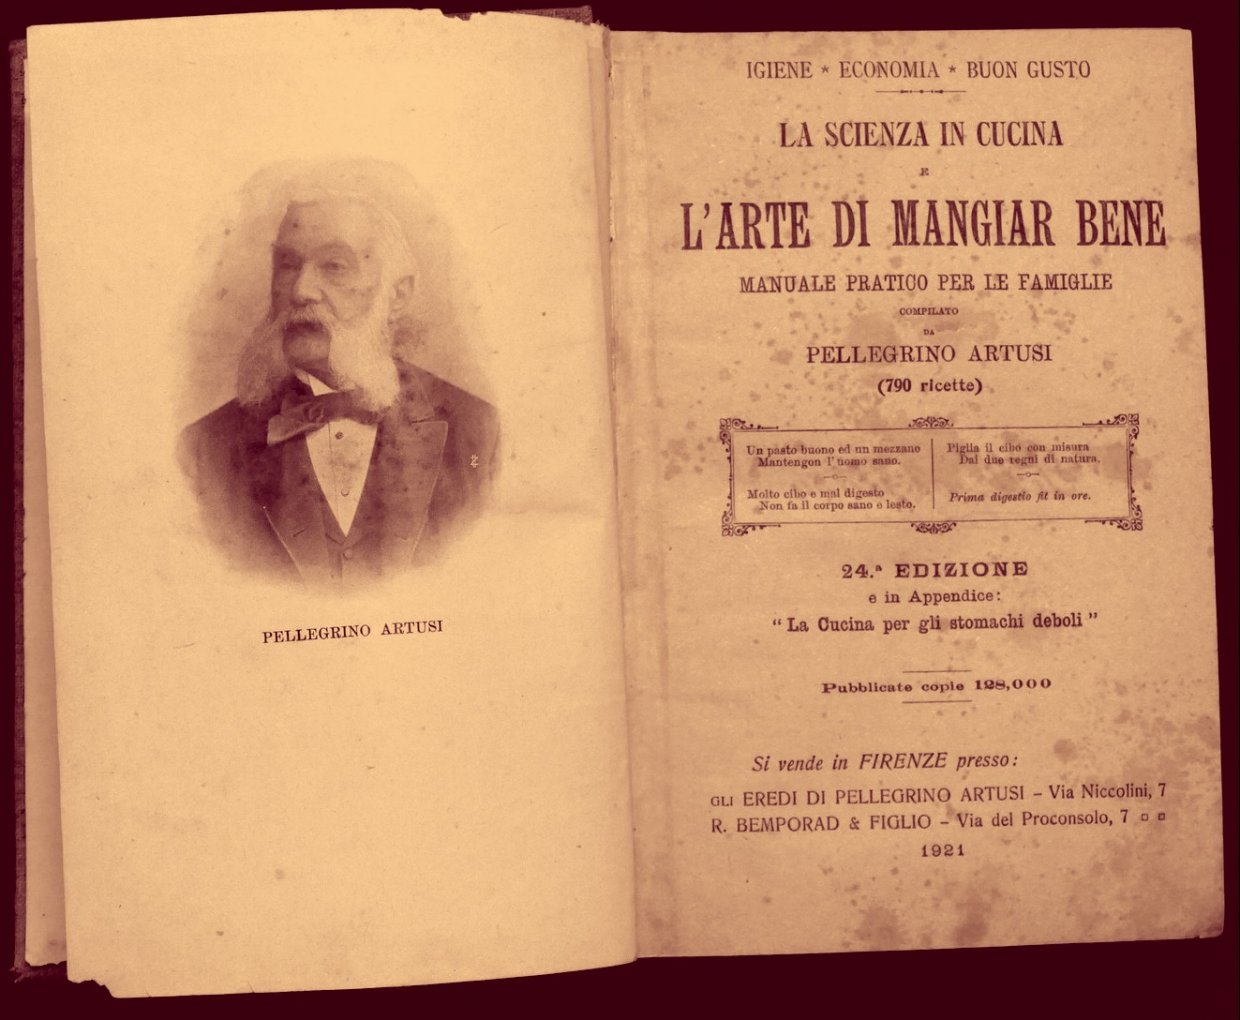 PELLEGRINO ARTUSI
IGIENE * ECONOMIA * BUON GUSTO
LA SCIENZA IN CUCINA
E
L'ARTE DI MANGIAR BENE
MANUALE PRATICO PER LE FAMIGLIE
COMPILATO
DA
PELLEGRINO ARTUSI
(790 ricette)
Un pasto buono ed un mezzano
Mantengon l'uomo sano.
Molto cibo e mal digesto
Non fa il corpo sano e lesto.
Piglia il cibo con misura
Dai due regni di natura.
Prima digestio fit in ore.
24.ª EDIZIONE
e in Appendice:
“La Cucina per gli stomachi deboli”
Pubblicate copie 128,000
Si vende in FIRENZE presso:
GLI EREDI DI PELLEGRINO ARTUSI – Via Niccolini, 7
R. BEMPORAD & FIGLIO – Via del Proconsolo, 7
1921